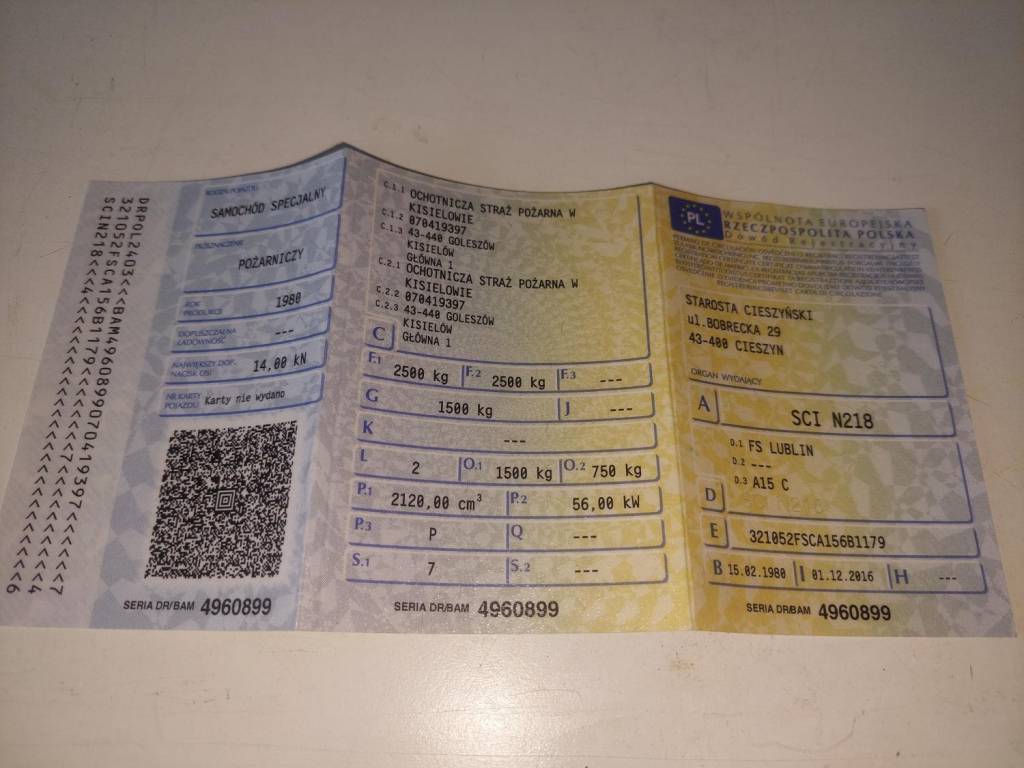 DRPOL2403<<BAM4960899070419397<<<<<<7
SCIN218<<<4<<<<<<<<<<<<<<<<<<<<<<<<<6
RODZAJ POJAZDU
SAMOCHÓD SPECJALNY
PRZEZNACZENIE
POŻARNICZY
ROK PRODUKCJI
1980
DOPUSZCZALNA ŁADOWNOŚĆ
---
NAJWIĘKSZY DOP. NACISK OSI
14,00 kN
NR KARTY POJAZDU
Karty nie wydano
SERIA DR/BAM 4960899
C.1.1 OCHOTNICZA STRAŻ POŻARNA W
KISIELOWIE
C.1.2 070419397
C.1.3 43-440 GOLESZÓW
KISIELÓW
GŁÓWNA 1
C.2.1 OCHOTNICZA STRAŻ POŻARNA W
KISIELOWIE
C.2.2 070419397
C.2.3 43-440 GOLESZÓW
KISIELÓW
GŁÓWNA 1
C
F.1 2500 kg F.2 2500 kg F.3 ---
G 1500 kg J ---
K ---
L 2 O.1 1500 kg O.2 750 kg
P.1 2120,00 cm³ P.2 56,00 kW
P.3 P Q ---
S.1 7 S.2 ---
SERIA DR/BAM 4960899
PL
WSPÓLNOTA EUROPEJSKA
RZECZPOSPOLITA POLSKA
Dowód Rejestracyjny
STAROSTA CIESZYŃSKI
ul.BOBRECKA 29
43-400 CIESZYN
ORGAN WYDAJĄCY
A SCI N218
D.1 FS LUBLIN
D.2 ---
D.3 A15 C
D
E 321052FSCA156B1179
B 15.02.1980 I 01.12.2016 H ---
SERIA DR/BAM 4960899